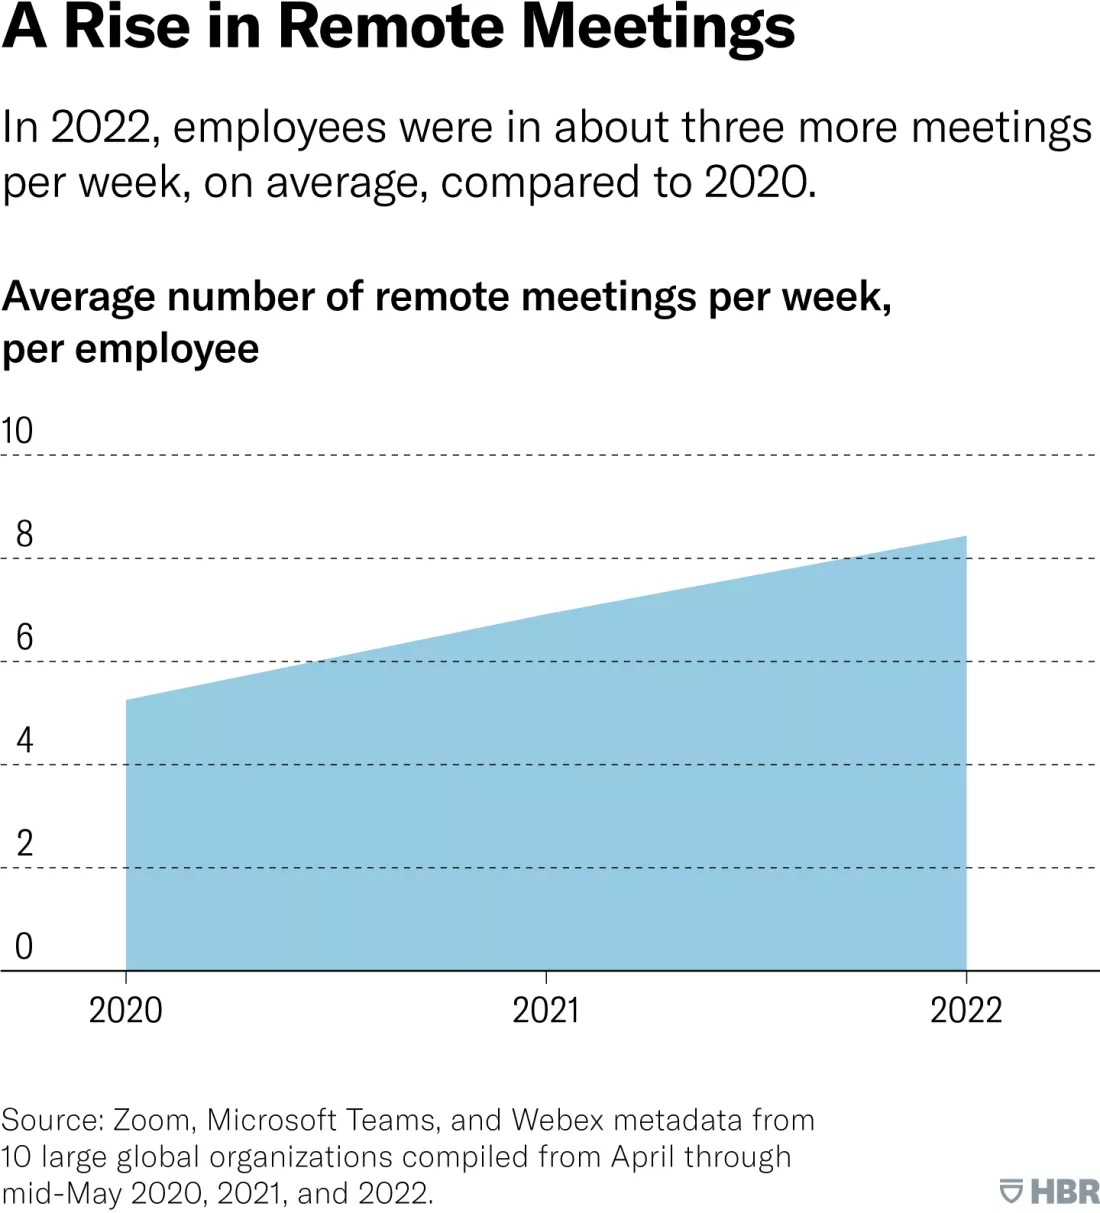 A Rise in Remote Meetings
In 2022, employees were in about three more meetings
per week, on average, compared to 2020.
Average number of remote meetings per week,
per employee
10
8
6
4
2
0
2020 2021 2022
Source: Zoom, Microsoft Teams, and Webex metadata from
10 large global organizations compiled from April through
mid-May 2020, 2021, and 2022.
HBR